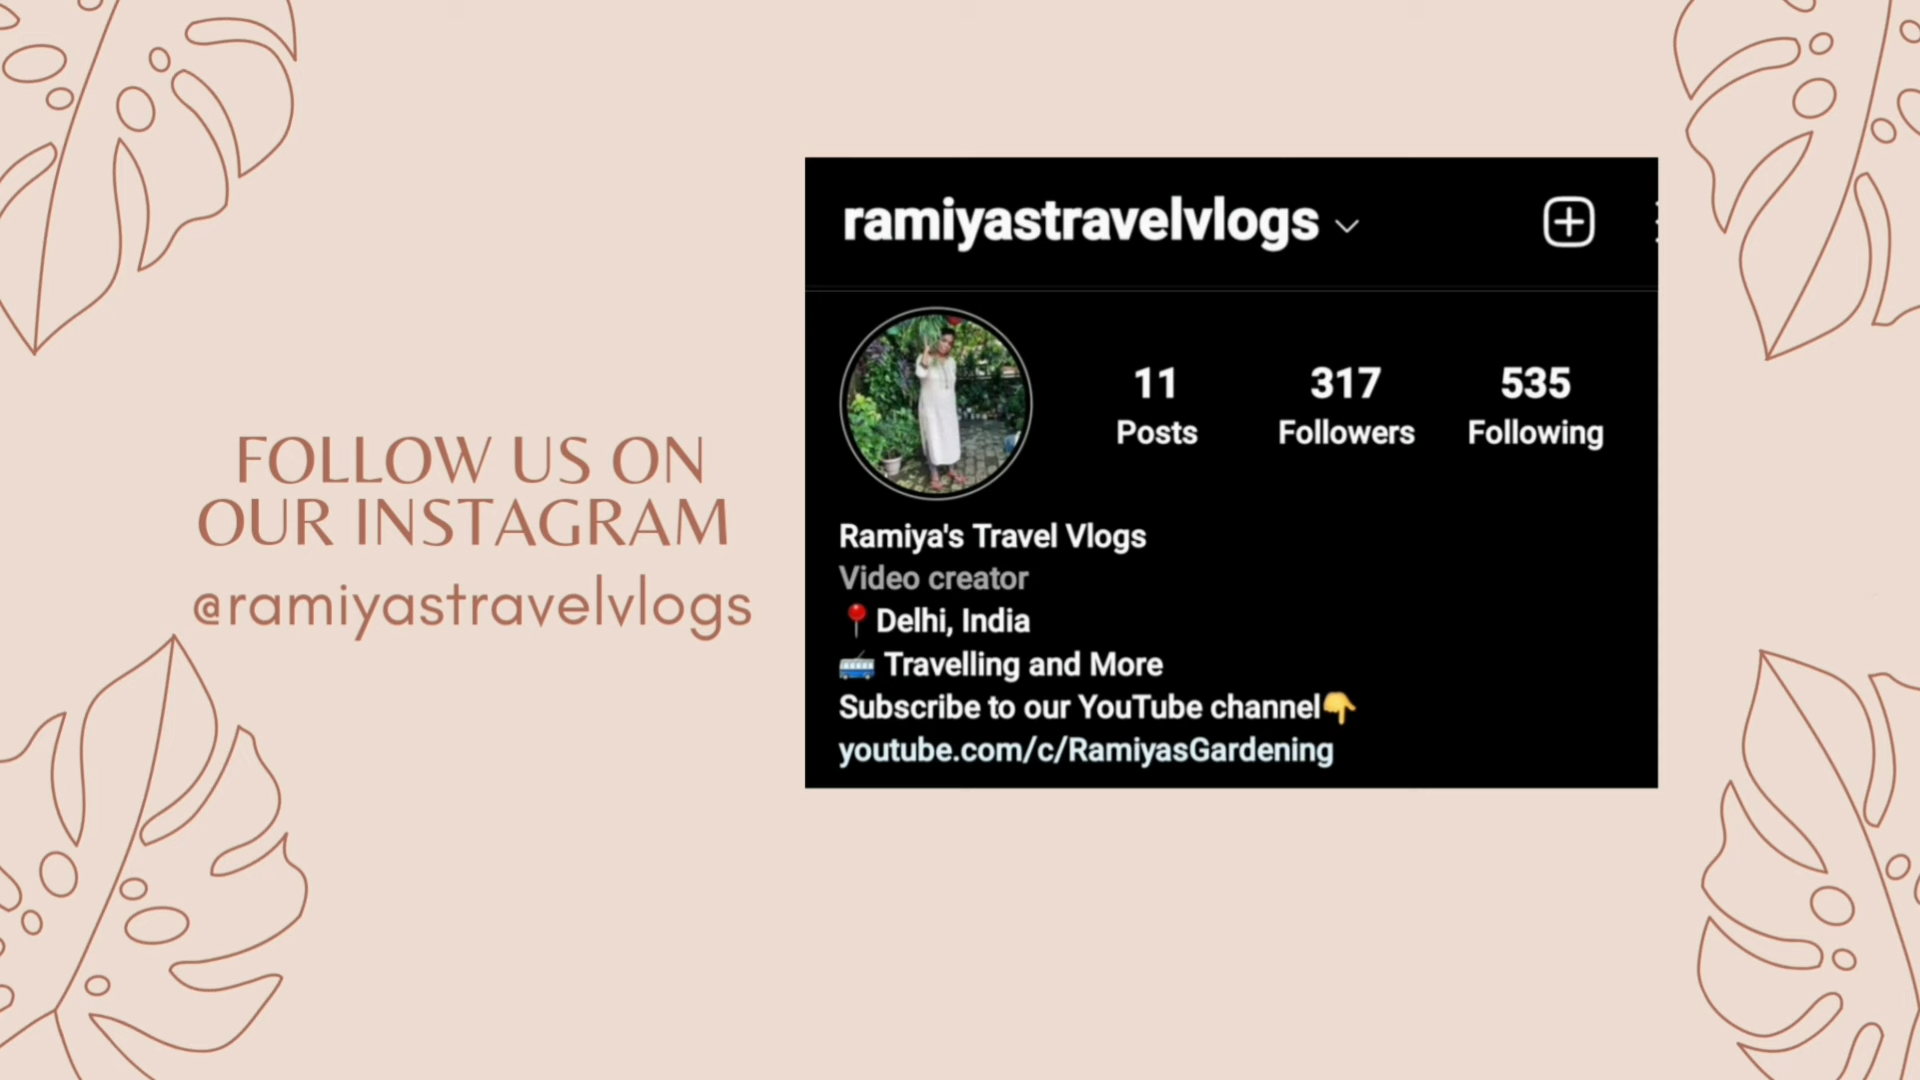 FOLLOW US ON
OUR INSTAGRAM
@ramiyastravelvlogs
ramiyastravelvlogs
11 317 535
Posts Followers Following
Ramiya's Travel Vlogs
Video creator
📍Delhi, India
🚎 Travelling and More
Subscribe to our YouTube channel👇
youtube.com/c/RamiyasGardening